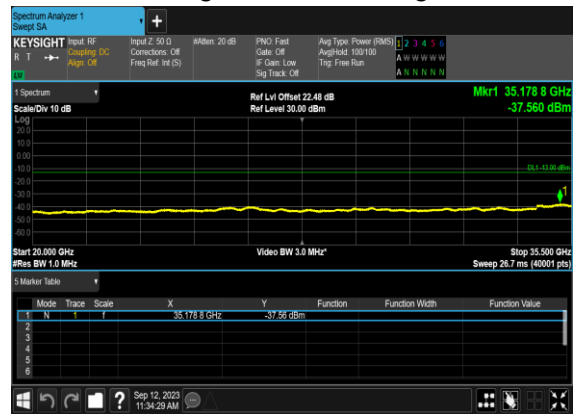 Spectrum Analyzer 1
Swept SA
+
KEYSIGHT Input: RF Input Z: 50 Ω #Atten: 20 dB PNO: Fast Avg Type: Power (RMS) 1 2 3 4 5 6
R T Coupling: DC Corrections: Off Gate: Off Avg|Hold: 100/100 A W W W W W
Align: Off Freq Ref: Int (S) IF Gain: Low Trig: Free Run
LW Sig Track: Off A N N N N N
1 Spectrum Ref Lvl Offset 22.48 dB Mkr1 35.178 8 GHz
Scale/Div 10 dB Ref Level 30.00 dBm -37.560 dBm
Log
20.0
10.00
0.00
-10.0 DL1 -13.00 dBm
-20.0
-30.0 1
-40.0
-50.0
-60.0
Start 20.000 GHz Video BW 3.0 MHz* Stop 35.500 GHz
#Res BW 1.0 MHz Sweep 26.7 ms (40001 pts)
5 Marker Table
Mode Trace Scale X Y Function Function Width Function Value
1 N 1 f 35.178 8 GHz -37.56 dBm
2
3
4
5
6
? Sep 12, 2023
11:34:29 AM